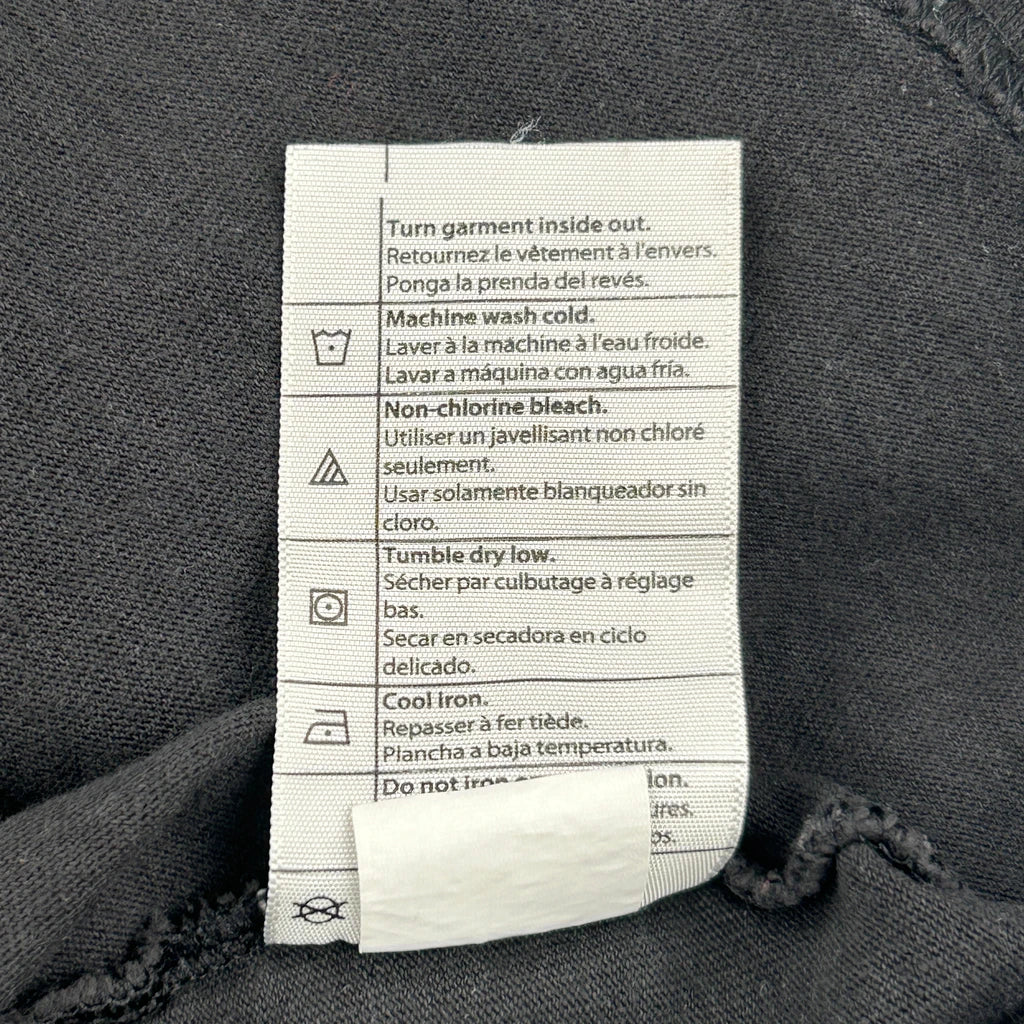 Turn garment inside out.
Retournez le vêtement à l'envers.
Ponga la prenda del revés.
Machine wash cold.
Laver à la machine à l'eau froide.
Lavar a máquina con agua fría.
Non-chlorine bleach.
Utiliser un javellisant non chloré
seulement.
Usar solamente blanqueador sin
cloro.
Tumble dry low.
Sécher par culbutage à réglage
bas.
Secar en secadora en ciclo
delicado.
Cool Iron.
Repasser à fer tiède.
Plancha a baja temperatura.
Do not iron